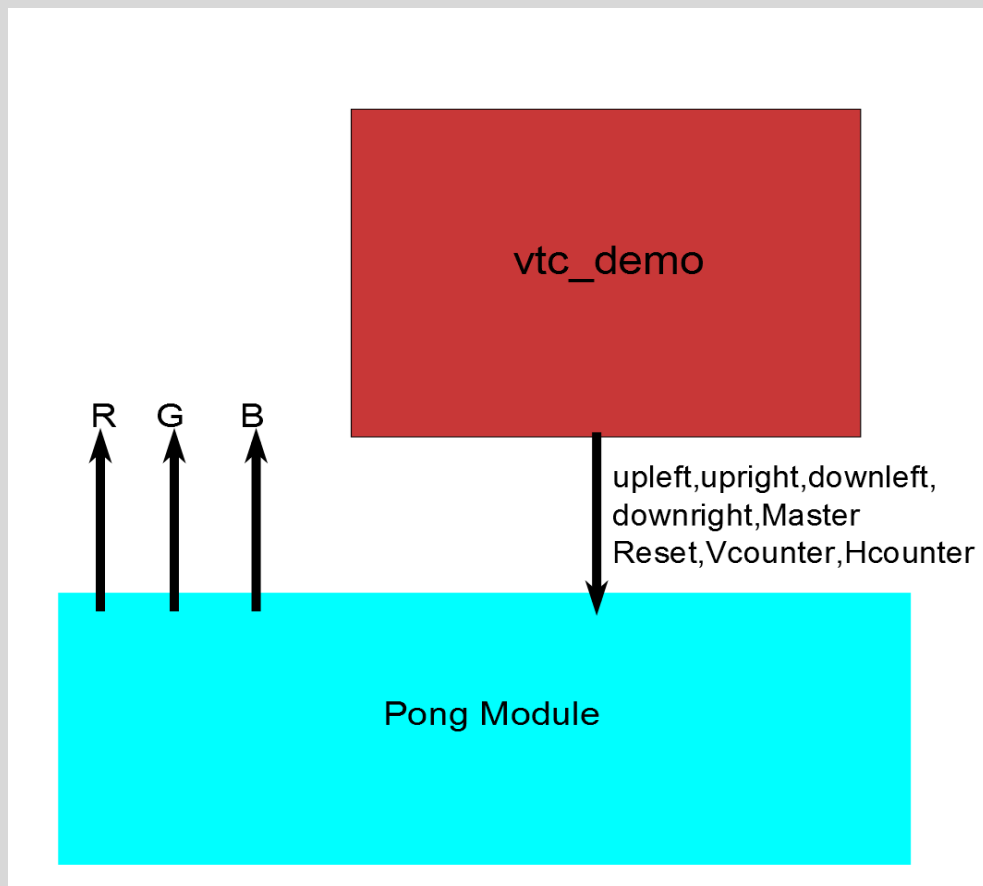 vtc_demo
R G B
upleft,upright,downleft,
downright,Master
Reset,Vcounter,Hcounter
Pong Module